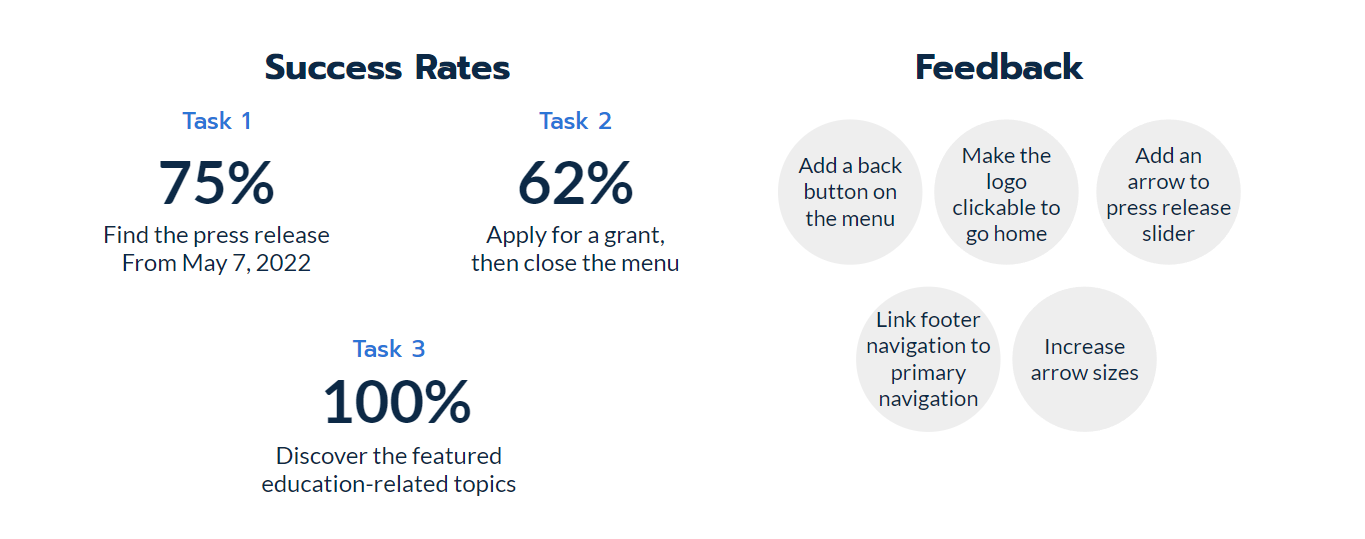 Success Rates
Task 1
75%
Find the press release
From May 7, 2022
Task 2
62%
Apply for a grant,
then close the menu
Task 3
100%
Discover the featured
education-related topics
Feedback
Add a back
button on
the menu
Make the
logo
clickable to
go home
Add an
arrow to
press release
slider
Link footer
navigation to
primary
navigation
Increase
arrow sizes